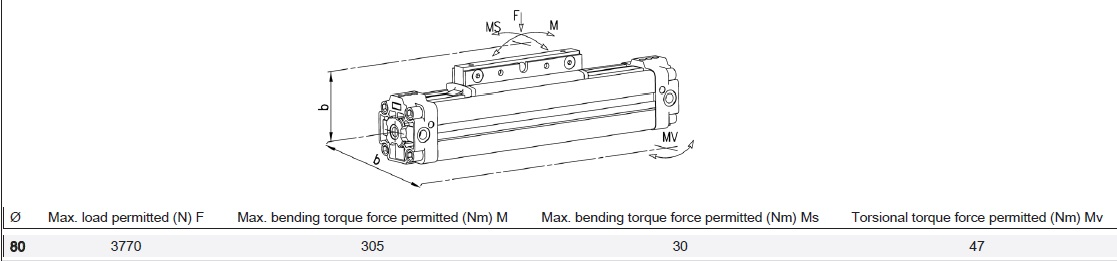 F
MS
M
b
b
MV
Ø Max. load permitted (N) F Max. bending torque force permitted (Nm) M Max. bending torque force permitted (Nm) Ms Torsional torque force permitted (Nm) Mv
80 3770 305 30 47